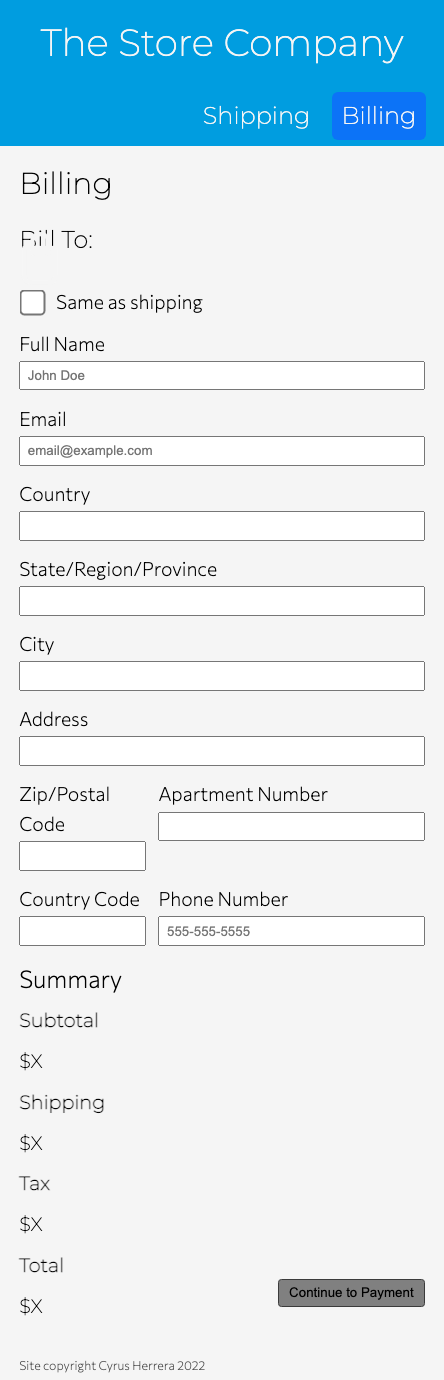 The Store Company
Shipping Billing
Billing
Bill To:
Same as shipping
Full Name
John Doe
Email
email@example.com
Country
State/Region/Province
City
Address
Zip/Postal Code
Apartment Number
Country Code Phone Number
555-555-5555
Summary
Subtotal
$X
Shipping
$X
Tax
$X
Total
$X
Continue to Payment
Site copyright Cyrus Herrera 2022